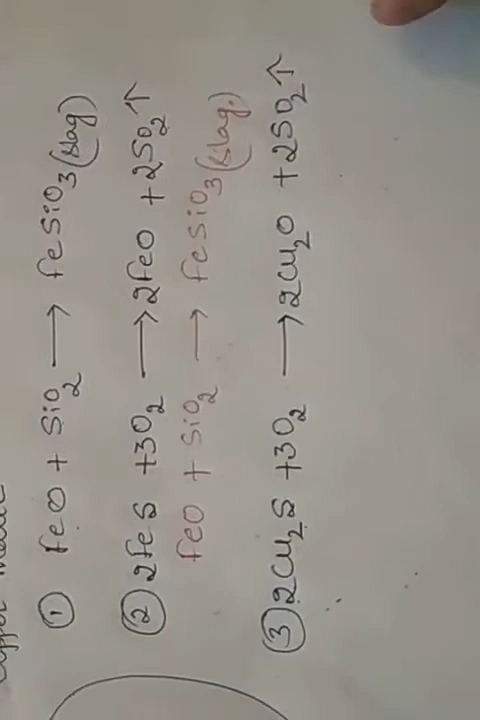 ① FeO + SiO2 → FeSiO3 (slag)
② 2FeS + 3O2 → 2FeO + 2SO2↑
FeO + SiO2 → FeSiO3 (slag.)
③ 2Cu2S + 3O2 → 2Cu2O + 2SO2↑